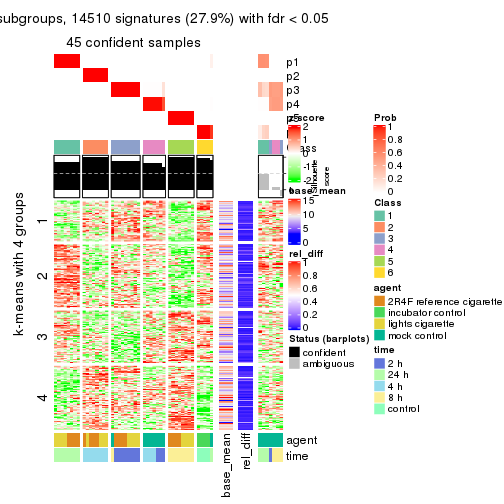 subgroups, 14510 signatures (27.9%) with fdr < 0.05
45 confident samples
p1
p2
p3
p4
k-means with 4 groups
1
2
3
4
agent
time
base_mean
rel_diff
2
1
0
-1
-2
Silhouette
score
base_mean
15
10
5
0
rel_diff
1
0.8
0.6
0.4
0.2
0
Status (barplots)
confident
ambiguous
Prob
1
0.8
0.6
0.4
0.2
0
Class
1
2
3
4
5
6
agent
2R4F reference cigarette
incubator control
lights cigarette
mock control
time
2 h
24 h
4 h
8 h
control